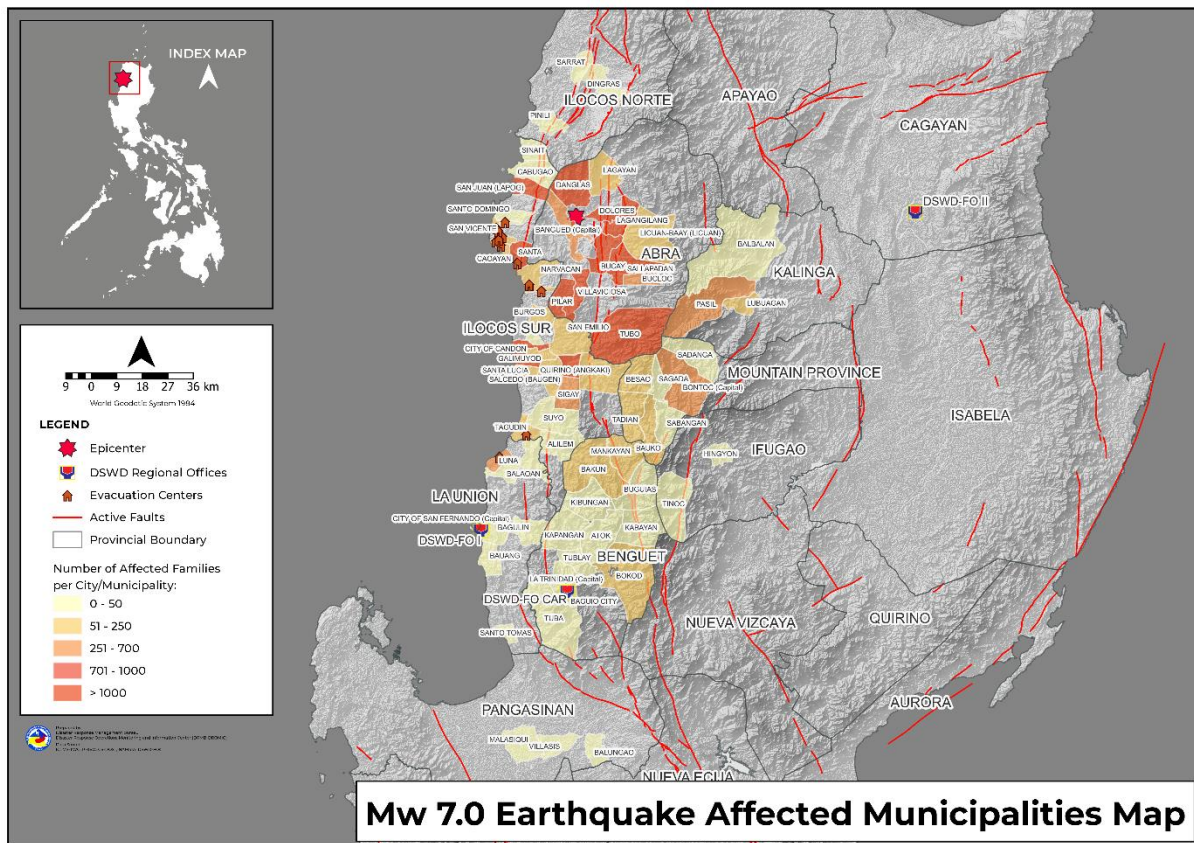 INDEX MAP
9 0 9 18 27 36 km
World Geodetic System 1984
LEGEND
Epicenter
DSWD Regional Offices
Evacuation Centers
Active Faults
Provincial Boundary
Number of Affected Families
per City/Municipality:
0 - 50
51 - 250
251 - 700
701 - 1000
> 1000
SARRAT
DINGRAS
ILOCOS NORTE
APAYAO
CAGAYAN
PINILI
SINAIT
CABUGAO
LAGAYAN
SAN JUAN (LAPOG)
DANGLAS
SANTO DOMINGO
DOLORES
LAGANGILANG
DSWD-FO II
SAN VICENTE
BANGUED (Capital)
LICUAN-BAAY (LICUAN)
CAOAYAN
SANTA
ABRA
BALBALAN
NARVACAN
BUCAY
SALLAPADAN
BUCLOC
KALINGA
VILLAVICIOSA
PILAR
PASIL
LUBUAGAN
BURGOS
ILOCOS SUR
SAN EMILIO
TUBO
CITY OF CANDON
GALIMUYOD
SADANGA
SANTA LUCIA
QUIRINO (ANGKAKI)
BESAO
SAGADA
MOUNTAIN PROVINCE
SALCEDO (BAUGEN)
BONTOC (Capital)
SIGAY
ISABELA
TAGUDIN
SUYO
TADIAN
SABANGAN
ALILEM
MANKAYAN
BAUKO
IFUGAO
HINGYON
LUNA
BALAOAN
BAKUN
BUGUIAS
LA UNION
KIBUNGAN
TINOC
CITY OF SAN FERNANDO (Capital)
BAGULIN
KAPANGAN
ATOK
KABAYAN
DSWD-FO I
BAUANG
TUBLAY
BENGUET
LA TRINIDAD (Capital)
BOKOD
DSWD-FO CAR
BAGUIO CITY
TUBA
NUEVA VIZCAYA
QUIRINO
SANTO TOMAS
AURORA
PANGASINAN
MALASIQUI
VILLASIS
BALUNGAO
NUEVA ECIJA
Mw 7.0 Earthquake Affected Municipalities Map